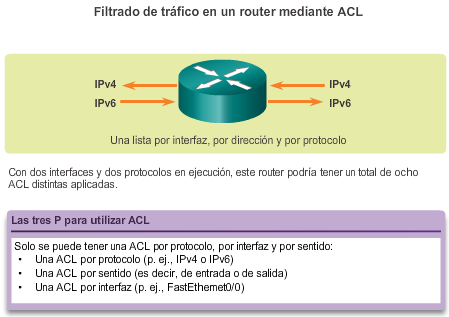 Filtrado de tráfico en un router mediante ACL
IPv4
IPv4
IPv6
IPv6
Una lista por interfaz, por dirección y por protocolo
Con dos interfaces y dos protocolos en ejecución, este router podría tener un total de ocho
ACL distintas aplicadas.
Las tres P para utilizar ACL
Solo se puede tener una ACL por protocolo, por interfaz y por sentido:
• Una ACL por protocolo (p. ej., IPv4 o IPv6)
• Una ACL por sentido (es decir, de entrada o de salida)
• Una ACL por interfaz (p. ej., FastEthernet0/0)